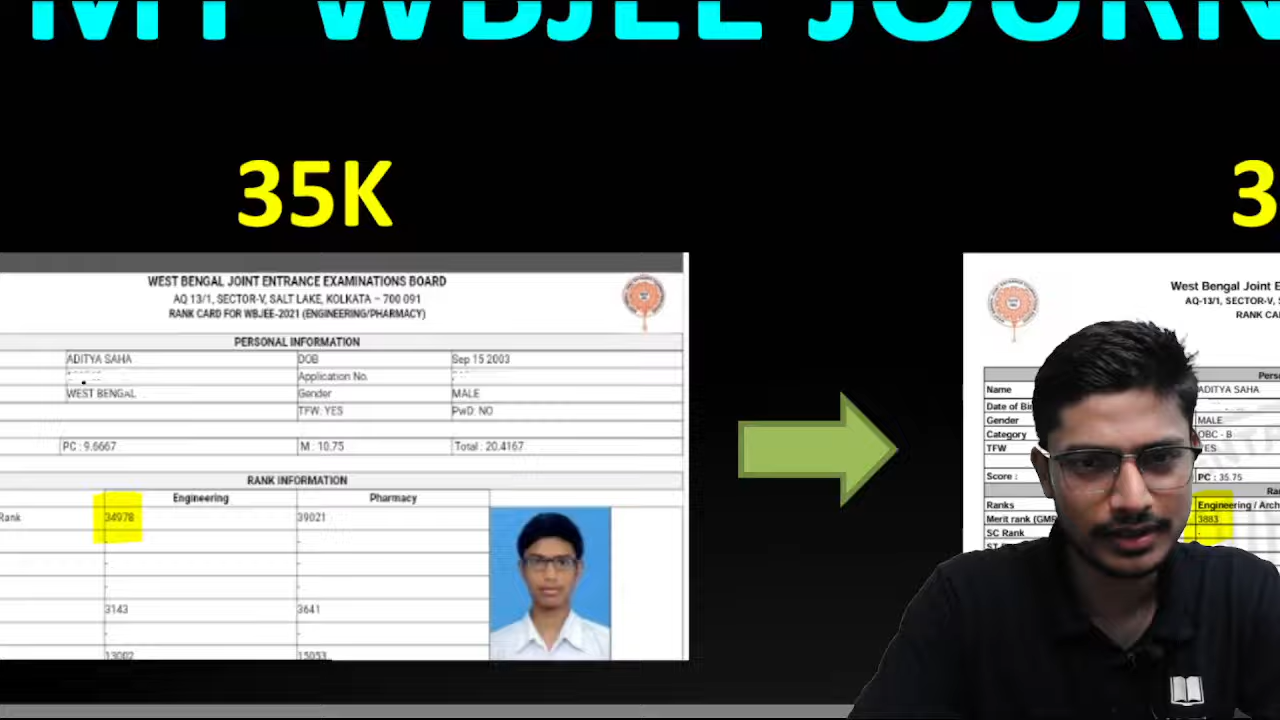 MY WBJEE JOURN
35K
3
WEST BENGAL JOINT ENTRANCE EXAMINATIONS BOARD
AQ 13/1, SECTOR-V, SALT LAKE, KOLKATA – 700 091
RANK CARD FOR WBJEE-2021 (ENGINEERING/PHARMACY)
PERSONAL INFORMATION
ADITYA SAHA DOB Sep 15 2003
Application No.
WEST BENGAL Gender MALE
TFW: YES PwD: NO
PC : 9.6667 M : 10.75 Total : 20.4167
RANK INFORMATION
Engineering Pharmacy
Rank 34978 39021
3143 3641
13002 15053
West Bengal Joint E
AQ-13/1, SECTOR-V, S
RANK CA
Perso
Name ADITYA SAHA
Date of Bi
Gender MALE
Category OBC - B
TFW YES
Score : PC : 35.75
Ra
Ranks Engineering / Arch
Merit rank (GMR 3883
SC Rank -
ST